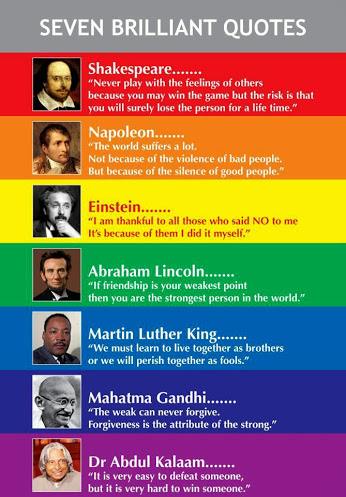 SEVEN BRILLIANT QUOTES
Shakespeare.......
“Never play with the feelings of others
because you may win the game but the risk is that
you will surely lose the person for a life time.”
Napoleon.......
“The world suffers a lot.
Not because of the violence of bad people.
But because of the silence of good people.”
Einstein.......
“I am thankful to all those who said NO to me
It’s because of them I did it myself.”
Abraham Lincoln.......
“If friendship is your weakest point
then you are the strongest person in the world.”
Martin Luther King.......
“We must learn to live together as brothers
or we will perish together as fools.”
Mahatma Gandhi.......
“The weak can never forgive.
Forgiveness is the attribute of the strong.”
Dr Abdul Kalaam.......
“It is very easy to defeat someone,
but it is very hard to win someone.”